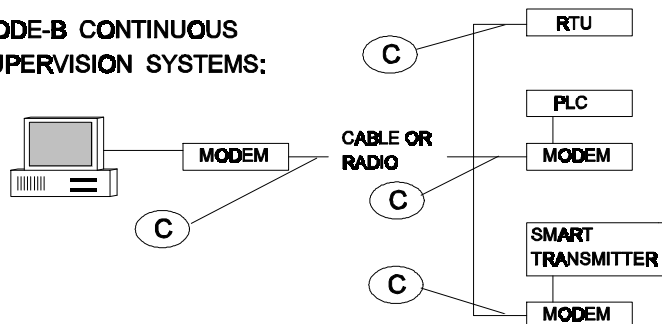 ODE-B CONTINUOUS
UPERVISION SYSTEMS:
RTU
C
PLC
MODEM
CABLE OR
RADIO
MODEM
C
C
SMART
TRANSMITTER
C
MODEM